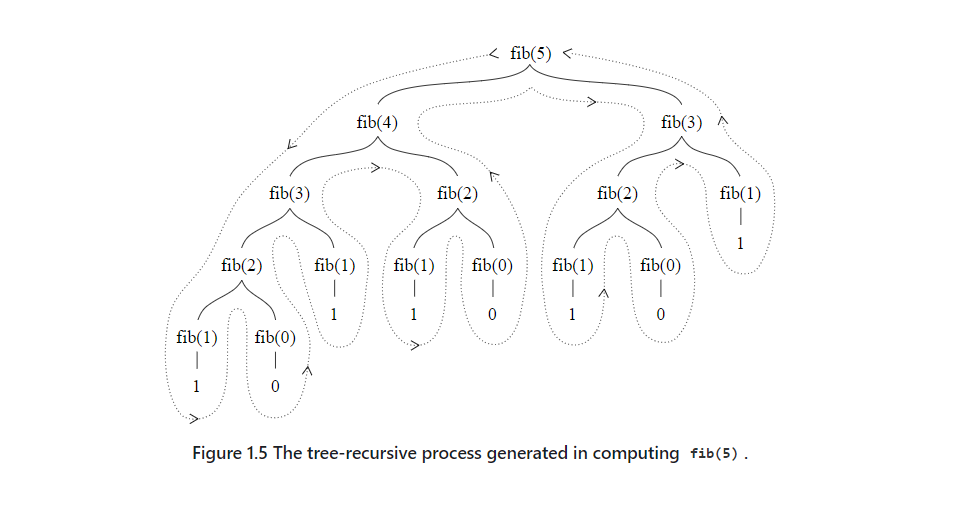 fib(5)
fib(4) fib(3)
fib(3) fib(2) fib(2) fib(1)
1
fib(2) fib(1) fib(1) fib(0) fib(1) fib(0)
1 1 0 1 0
fib(1) fib(0)
1 0
Figure 1.5 The tree-recursive process generated in computing fib(5) .